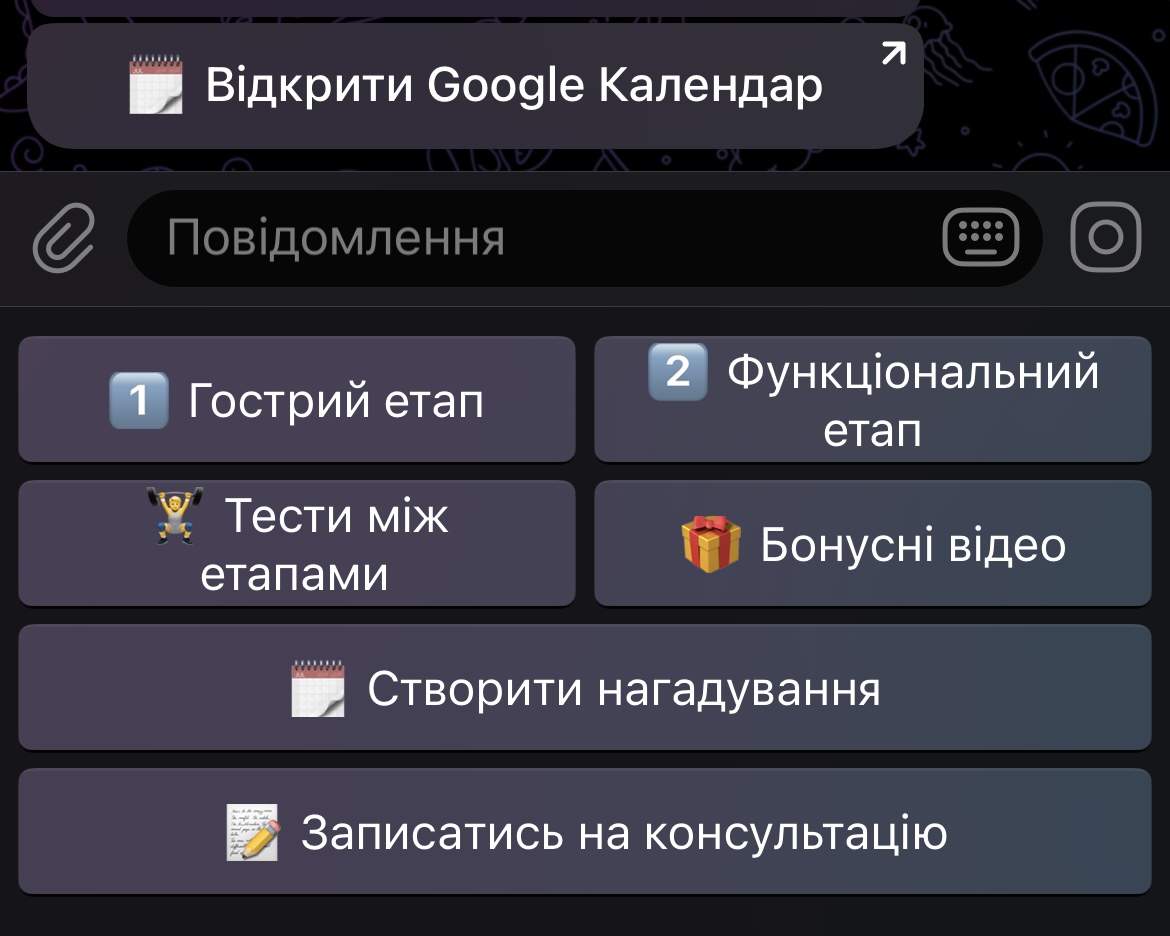 Відкрити Google Календар
Повідомлення
1 Гострий етап
2 Функціональний
етап
Тести між
етапами
Бонусні відео
Створити нагадування
Записатись на консультацію